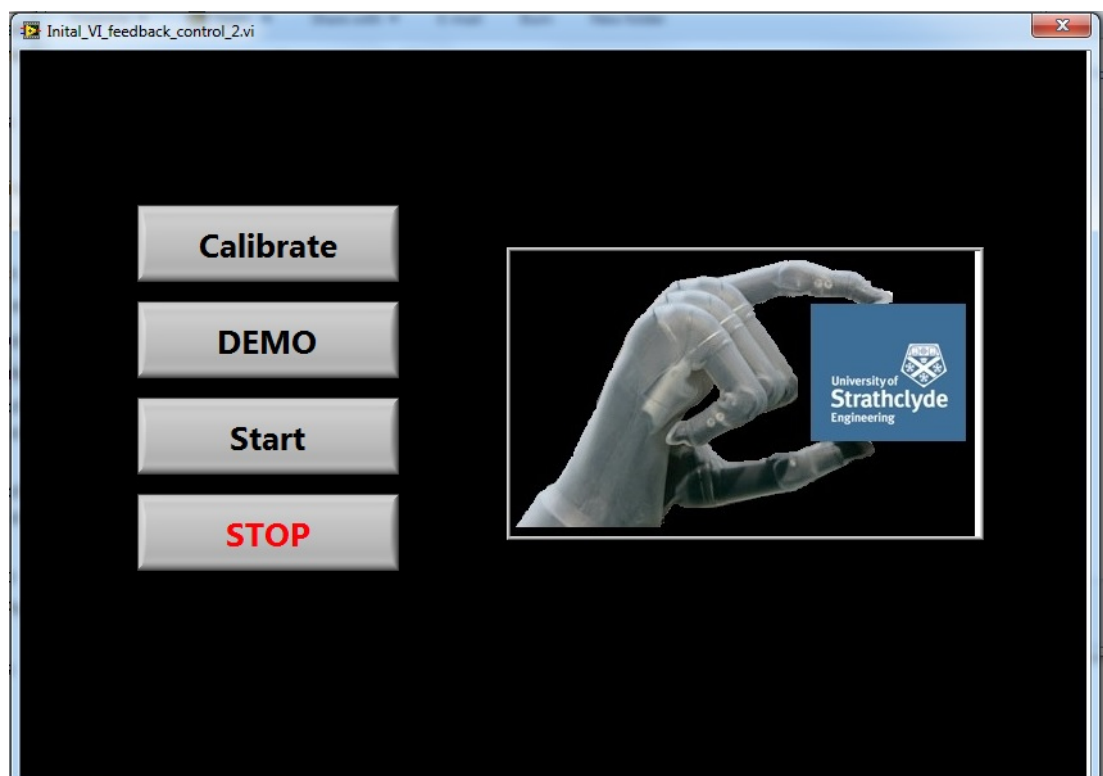 Inital_VI_feedback_control_2.vi
Calibrate
DEMO
Start
STOP
University of
Strathclyde
Engineering